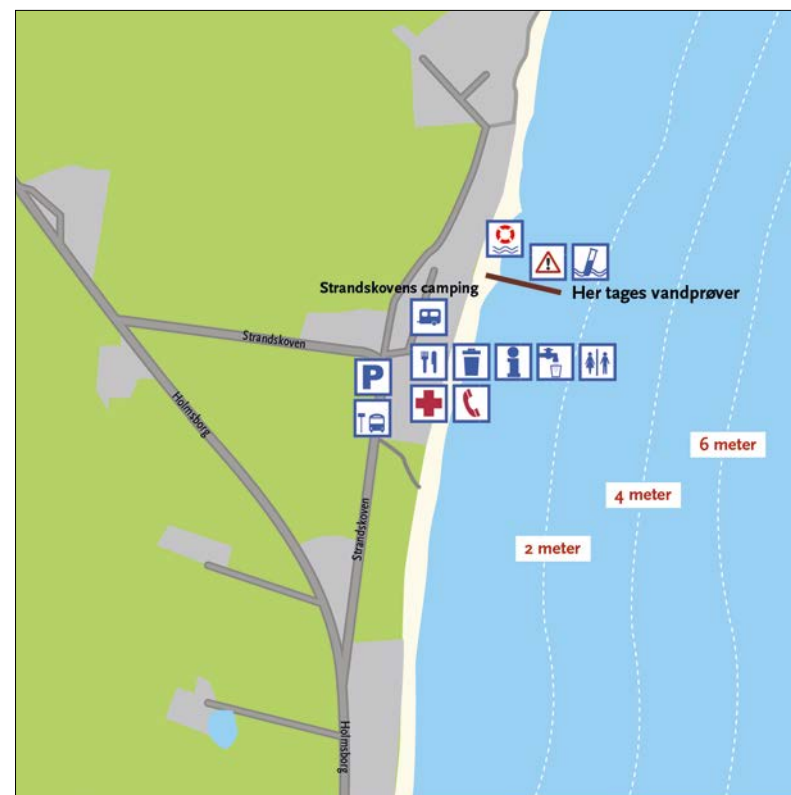 Strandskovens camping
Her tages vandprøver
Strandskoven
P
Holmsborg
6 meter
4 meter
Strandskoven
2 meter
Holmsborg